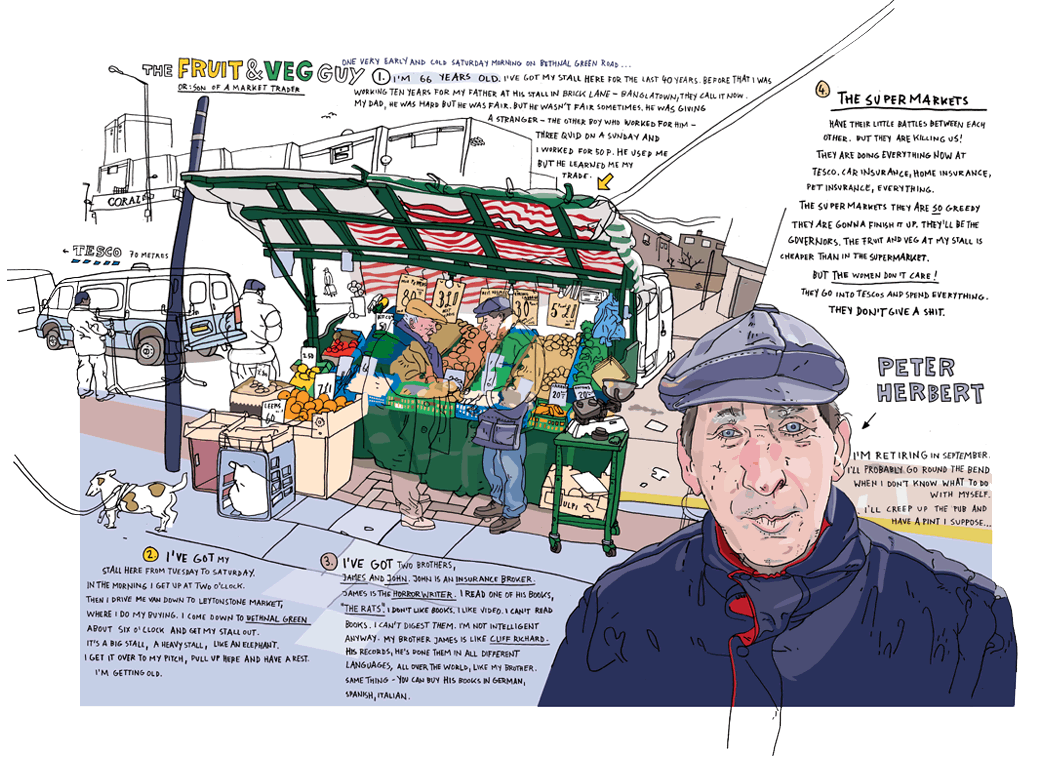 THE FRUIT & VEG GUY
OR: SON OF A MARKET TRADER
ONE VERY EARLY AND COLD SATURDAY MORNING ON BETHNAL GREEN ROAD...
1. I'M 66 YEARS OLD. I'VE GOT MY STALL HERE FOR THE LAST 40 YEARS. BEFORE THAT I WAS
WORKING TEN YEARS FOR MY FATHER AT HIS STALL IN BRICK LANE – BANGLATOWN, THEY CALL IT NOW.
MY DAD, HE WAS HARD BUT HE WAS FAIR. BUT HE WASN'T FAIR SOMETIMES. HE WAS GIVING
A STRANGER – THE OTHER BOY WHO WORKED FOR HIM –
THREE QUID ON A SUNDAY AND
I WORKED FOR 50 P. HE USED ME
BUT HE LEARNED ME MY
TRADE.
4. THE SUPERMARKETS
HAVE THEIR LITTLE BATTLES BETWEEN EACH
OTHER. BUT THEY ARE KILLING US!
THEY ARE DOING EVERYTHING NOW AT
TESCO. CAR INSURANCE, HOME INSURANCE,
PET INSURANCE, EVERYTHING.
THE SUPERMARKETS THEY ARE SO GREEDY
THEY ARE GONNA FINISH IT UP. THEY'LL BE THE
GOVERNORS. THE FRUIT AND VEG AT MY STALL IS
CHEAPER THAN IN THE SUPERMARKET.
BUT THE WOMEN DON'T CARE!
THEY GO INTO TESCOS AND SPEND EVERYTHING.
THEY DON'T GIVE A SHIT.
CORAL
← TESCO 70 METRES
LEEKS
60
PETER
HERBERT
I'M RETIRING IN SEPTEMBER.
I'LL PROBABLY GO ROUND THE BEND
WHEN I DON'T KNOW WHAT TO DO
WITH MYSELF.
I'LL CREEP UP THE PUB AND
HAVE A PINT I SUPPOSE...
2. I'VE GOT MY
STALL HERE FROM TUESDAY TO SATURDAY.
IN THE MORNING I GET UP AT TWO O'CLOCK.
THEN I DRIVE ME VAN DOWN TO LEYTONSTONE MARKET,
WHERE I DO MY BUYING. I COME DOWN TO BETHNAL GREEN
ABOUT SIX O'CLOCK AND GET MY STALL OUT.
IT'S A BIG STALL, A HEAVY STALL, LIKE AN ELEPHANT.
I GET IT OVER TO MY PITCH, PULL UP HERE AND HAVE A REST.
I'M GETTING OLD.
3. I'VE GOT TWO BROTHERS,
JAMES AND JOHN. JOHN IS AN INSURANCE BROKER.
JAMES IS THE HORROR WRITER. I READ ONE OF HIS BOOKS,
"THE RATS". I DON'T LIKE BOOKS. I LIKE VIDEO. I CAN'T READ
BOOKS. I CAN'T DIGEST THEM. I'M NOT INTELLIGENT
ANYWAY. MY BROTHER JAMES IS LIKE CLIFF RICHARD.
HIS RECORDS, HE'S DONE THEM IN ALL DIFFERENT
LANGUAGES, ALL OVER THE WORLD, LIKE MY BROTHER.
SAME THING – YOU CAN BUY HIS BOOKS IN GERMAN,
SPANISH, ITALIAN.